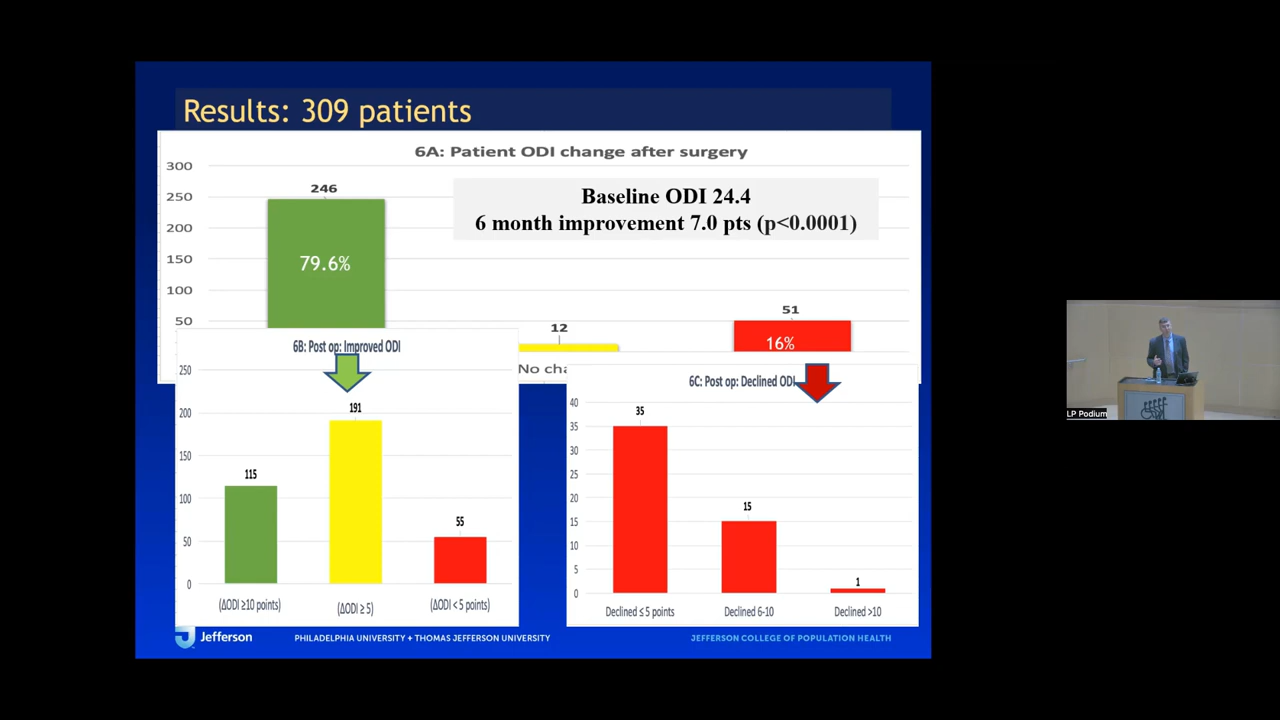 Results: 309 patients
6A: Patient ODI change after surgery
300
250
200
150
100
50
246
79.6%
Baseline ODI 24.4
6 month improvement 7.0 pts (p<0.0001)
12
51
16%
No cha
6B: Post op: Improved ODI
250
200
150
100
50
0
115
191
55
(ΔODI ≥10 points)
(ΔODI ≥ 5)
(ΔODI < 5 points)
6C: Post op: Declined ODI
40
35
30
25
20
15
10
5
0
35
15
1
Declined ≤ 5 points
Declined 6-10
Declined >10
Jefferson
PHILADELPHIA UNIVERSITY + THOMAS JEFFERSON UNIVERSITY
JEFFERSON COLLEGE OF POPULATION HEALTH
LP Podium